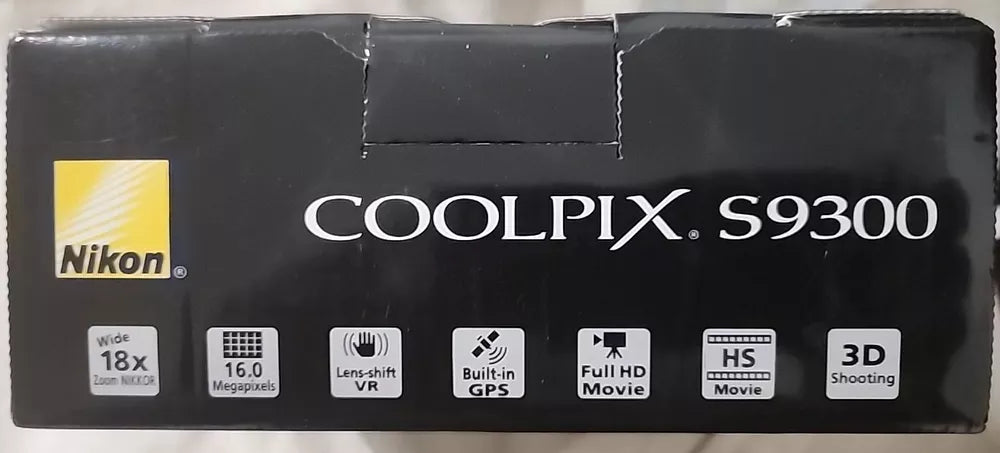 Nikon®
COOLPIX® S9300
Wide
18x
Zoom NIKKOR
16.0
Megapixels
Lens-shift
VR
Built-in
GPS
Full HD
Movie
HS
Movie
3D
Shooting